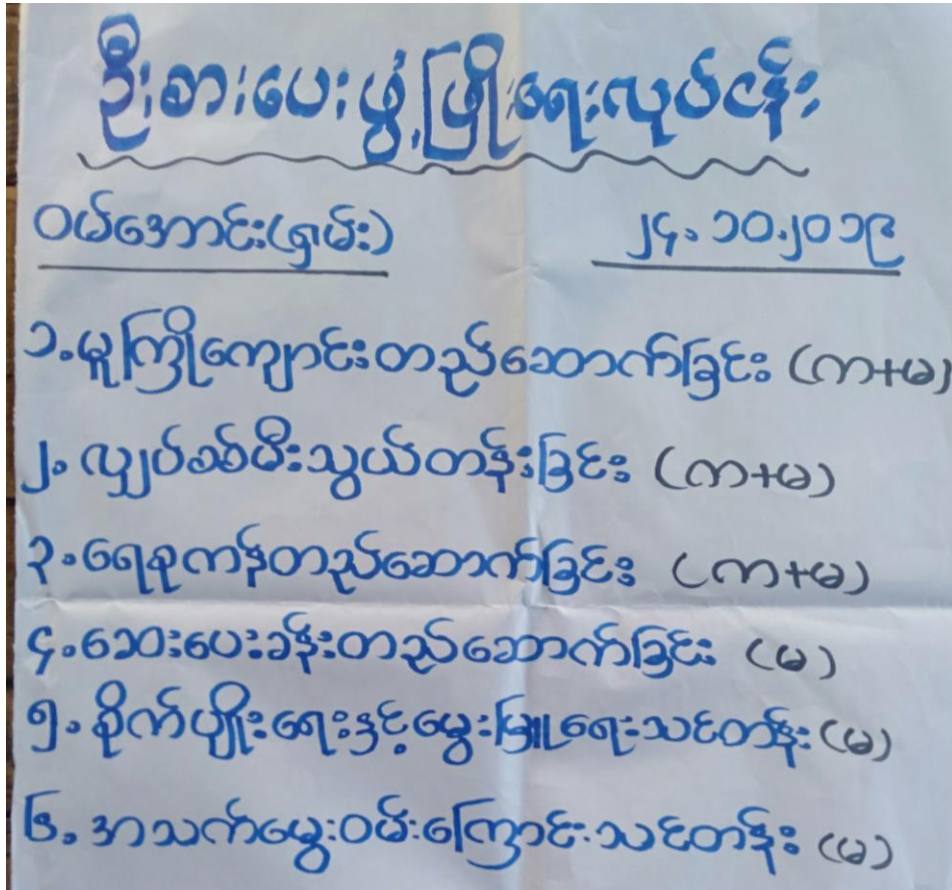 ဦးစားပေးဖွံ့ဖြိုးရေးလုပ်ငန်း
ဝမ်အောင်း(ရှမ်း) ၂၄.၁၀.၂၀၁၉
၁.မူကြိုကျောင်းတည်ဆောက်ခြင်း (က+မ)
၂. လျှပ်စစ်မီးသွယ်တန်းခြင်း (က+မ)
၃.ရေစုကန်တည်ဆောက်ခြင်း (က+မ)
၄.ဆေးပေးခန်းတည်ဆောက်ခြင်း (မ)
၅. စိုက်ပျိုးရေးနှင့်မွေးမြူရေးသင်တန်း (မ)
၆. အသက်မွေးဝမ်းကြောင်းသင်တန်း (မ)